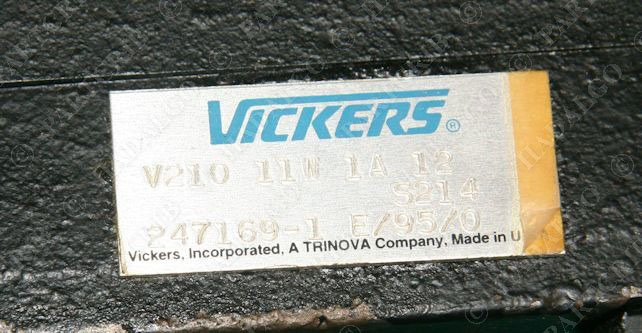 VICKERS®
V210 11W 1A 12
S214
247169-1 E/95/0
Vickers, Incorporated, A TRINOVA Company, Made in U